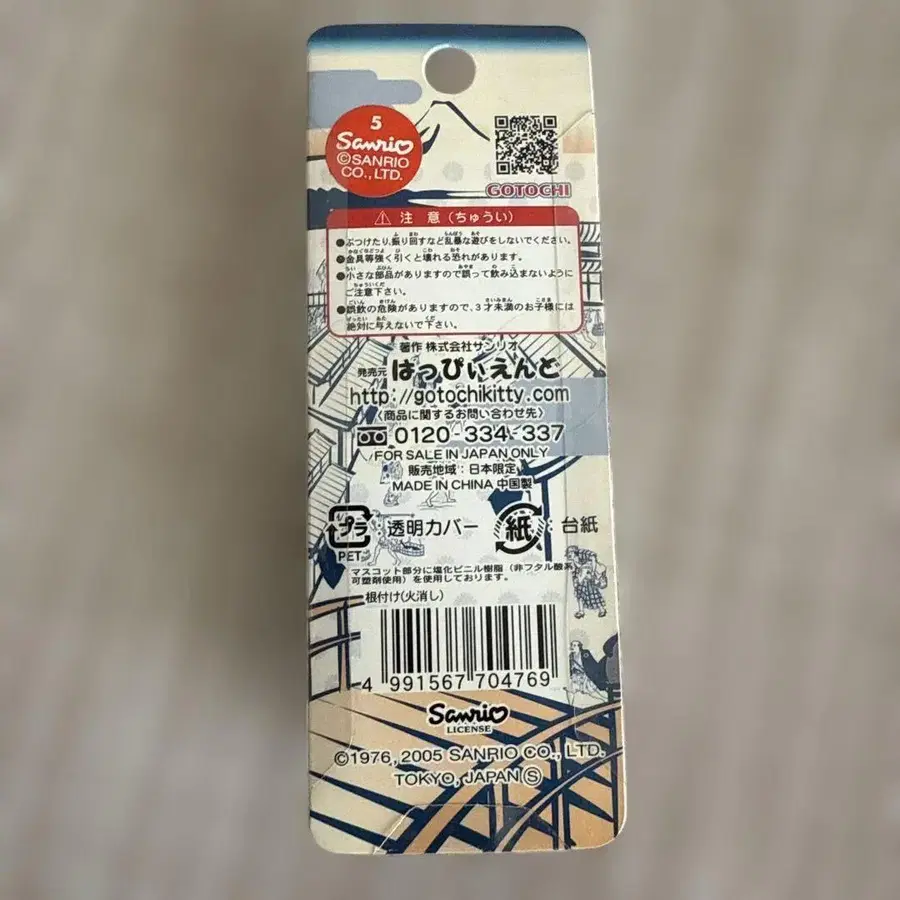 5
Sanrio
©SANRIO
CO., LTD.
GOTOCHI
⚠ 注 意(ちゅうい)
●ぶつけたり、振り回すなど乱暴な遊びをしないでください。
●金具等強く引くと壊れる恐れがあります。
●小さな部品がありますので誤って飲み込まないように
ご注意下さい。
●誤飲の危険がありますので、3才未満のお子様には
絶対に与えないで下さい。
著作 株式会社サンリオ
発売元 はっぴぃえんど
http://gotochikitty.com
〈商品に関するお問い合わせ先〉
0120-334-337
FOR SALE IN JAPAN ONLY
販売地域:日本限定
MADE IN CHINA 中国製
プラ:透明カバー 紙:台紙
PET
マスコット部分に塩化ビニル樹脂(非フタル酸系
可塑剤使用)を使用しております。
根付け(火消し)
4 991567 704769
Sanrio
LICENSE
©1976, 2005 SANRIO CO., LTD.
TOKYO, JAPAN Ⓢ